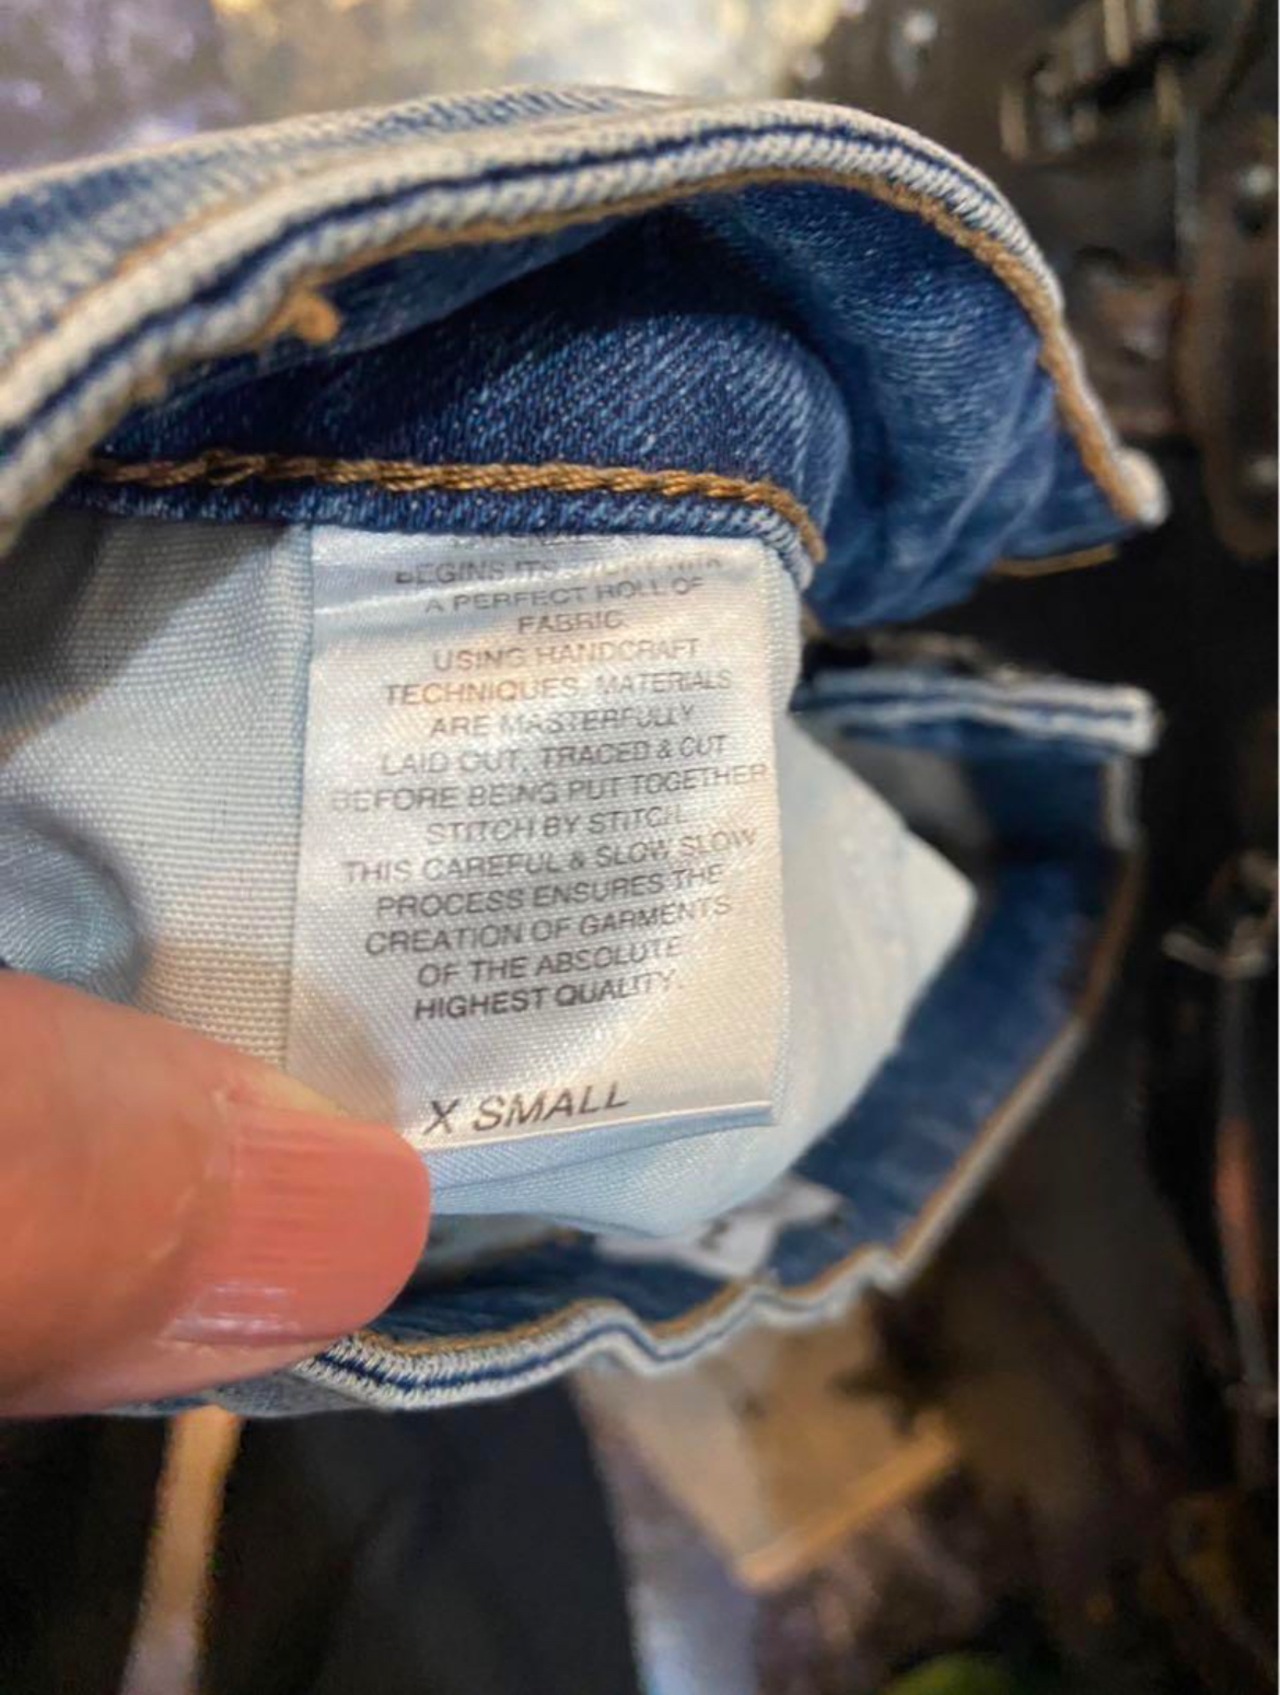 BEGINS ITS
A PERFECT ROLL OF
FABRIC.
USING HANDCRAFT
TECHNIQUES, MATERIALS
ARE MASTERFULLY
LAID OUT, TRACED & CUT
BEFORE BEING PUT TOGETHER
STITCH BY STITCH.
THIS CAREFUL & SLOW SLOW
PROCESS ENSURES THE
CREATION OF GARMENTS
OF THE ABSOLUTE
HIGHEST QUALITY.
X SMALL